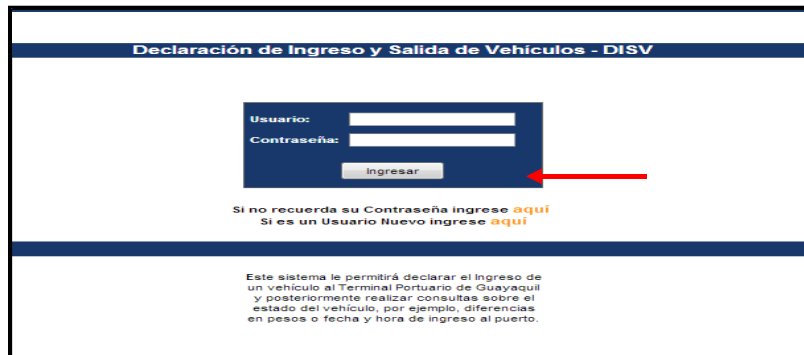 Declaración de Ingreso y Salida de Vehículos - DISV
Usuario:
Contraseña:
Ingresar
Si no recuerda su Contraseña ingrese aquí
Si es un Usuario Nuevo ingrese aquí
Este sistema le permitirá declarar el Ingreso de
un vehículo al Terminal Portuario de Guayaquil
y posteriormente realizar consultas sobre el
estado del vehículo, por ejemplo, diferencias
en pesos o fecha y hora de ingreso al puerto.